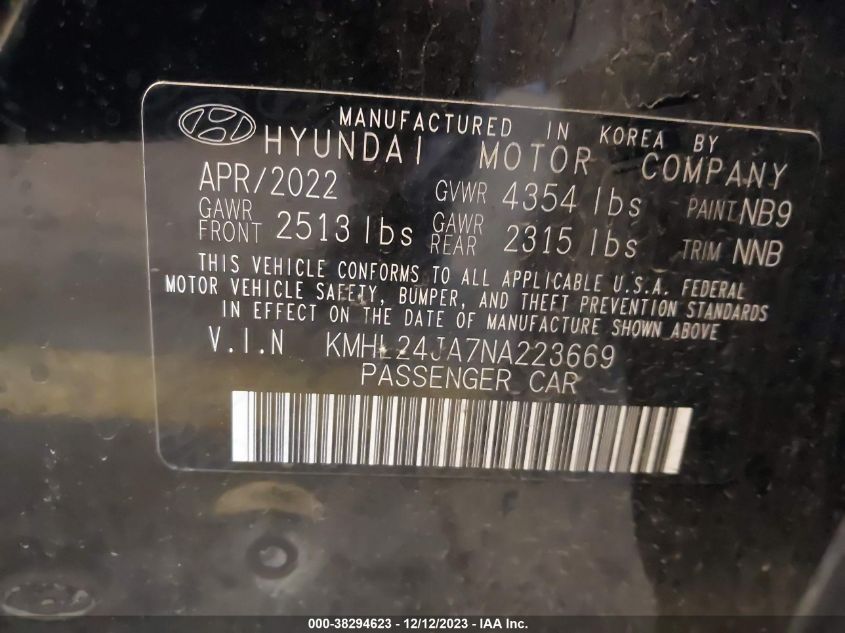 MANUFACTURED IN KOREA BY
HYUNDAI MOTOR COMPANY
APR/2022 GVWR 4354 lbs PAINT NB9
GAWR FRONT 2513 lbs GAWR REAR 2315 lbs TRIM NNB
THIS VEHICLE CONFORMS TO ALL APPLICABLE U.S.A. FEDERAL
MOTOR VEHICLE SAFETY, BUMPER, AND THEFT PREVENTION STANDARDS
IN EFFECT ON THE DATE OF MANUFACTURE SHOWN ABOVE
V.I.N KMHL24JA7NA223669
PASSENGER CAR
000-38294623 - 12/12/2023 - IAA Inc.